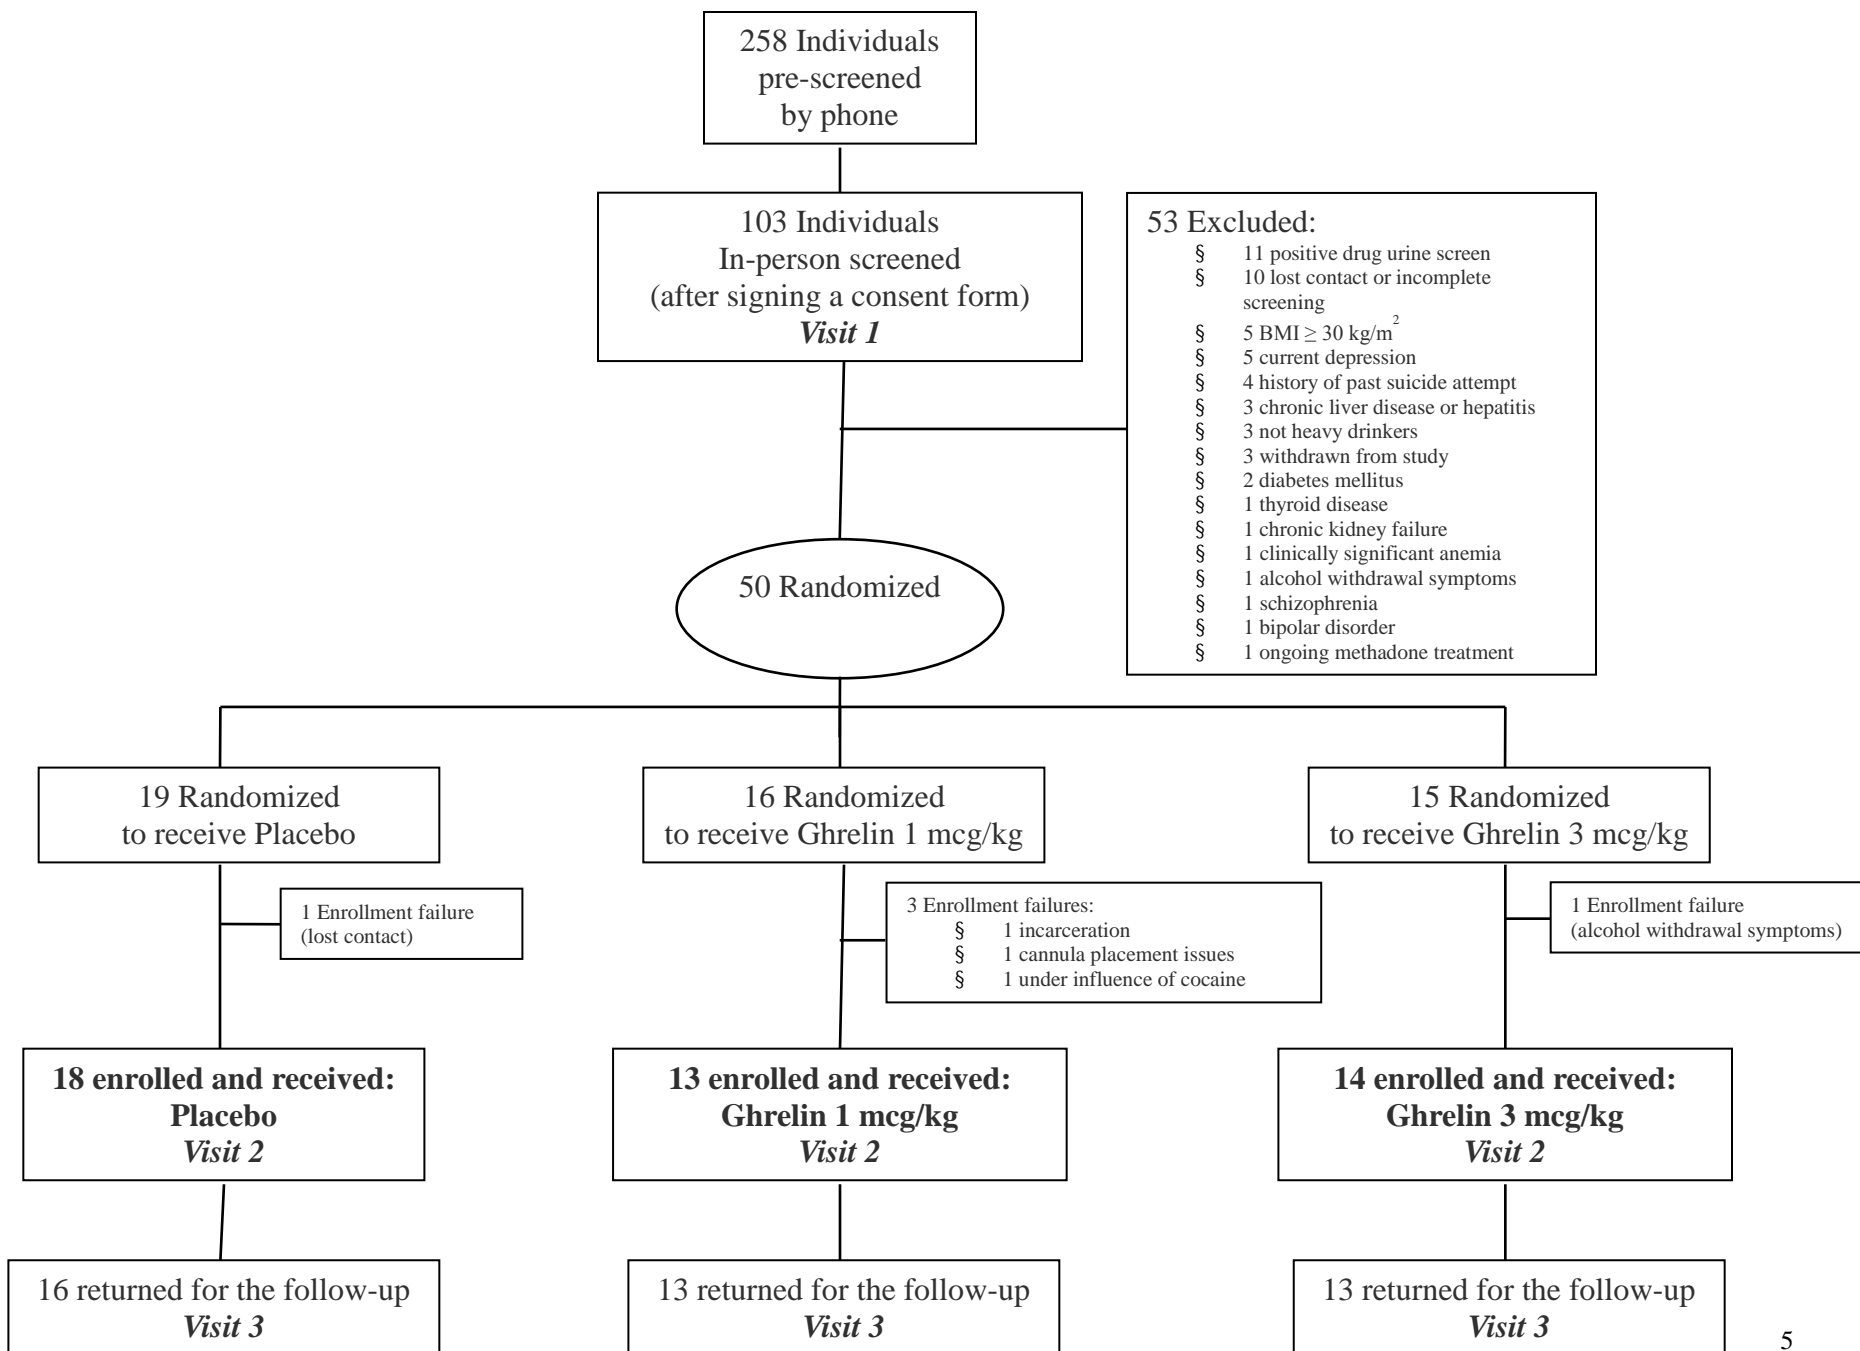 258 Individuals
pre-screened
by phone
103 Individuals
In-person screened
(after signing a consent form)
Visit 1
53 Excluded:
§ 11 positive drug urine screen
§ 10 lost contact or incomplete
screening
§ 5 BMI ≥ 30 kg/m²
§ 5 current depression
§ 4 history of past suicide attempt
§ 3 chronic liver disease or hepatitis
§ 3 not heavy drinkers
§ 3 withdrawn from study
§ 2 diabetes mellitus
§ 1 thyroid disease
§ 1 chronic kidney failure
§ 1 clinically significant anemia
§ 1 alcohol withdrawal symptoms
§ 1 schizophrenia
§ 1 bipolar disorder
§ 1 ongoing methadone treatment
50 Randomized
19 Randomized
to receive Placebo
16 Randomized
to receive Ghrelin 1 mcg/kg
15 Randomized
to receive Ghrelin 3 mcg/kg
1 Enrollment failure
(lost contact)
3 Enrollment failures:
§ 1 incarceration
§ 1 cannula placement issues
§ 1 under influence of cocaine
1 Enrollment failure
(alcohol withdrawal symptoms)
18 enrolled and received:
Placebo
Visit 2
13 enrolled and received:
Ghrelin 1 mcg/kg
Visit 2
14 enrolled and received:
Ghrelin 3 mcg/kg
Visit 2
16 returned for the follow-up
Visit 3
13 returned for the follow-up
Visit 3
13 returned for the follow-up
Visit 3
5